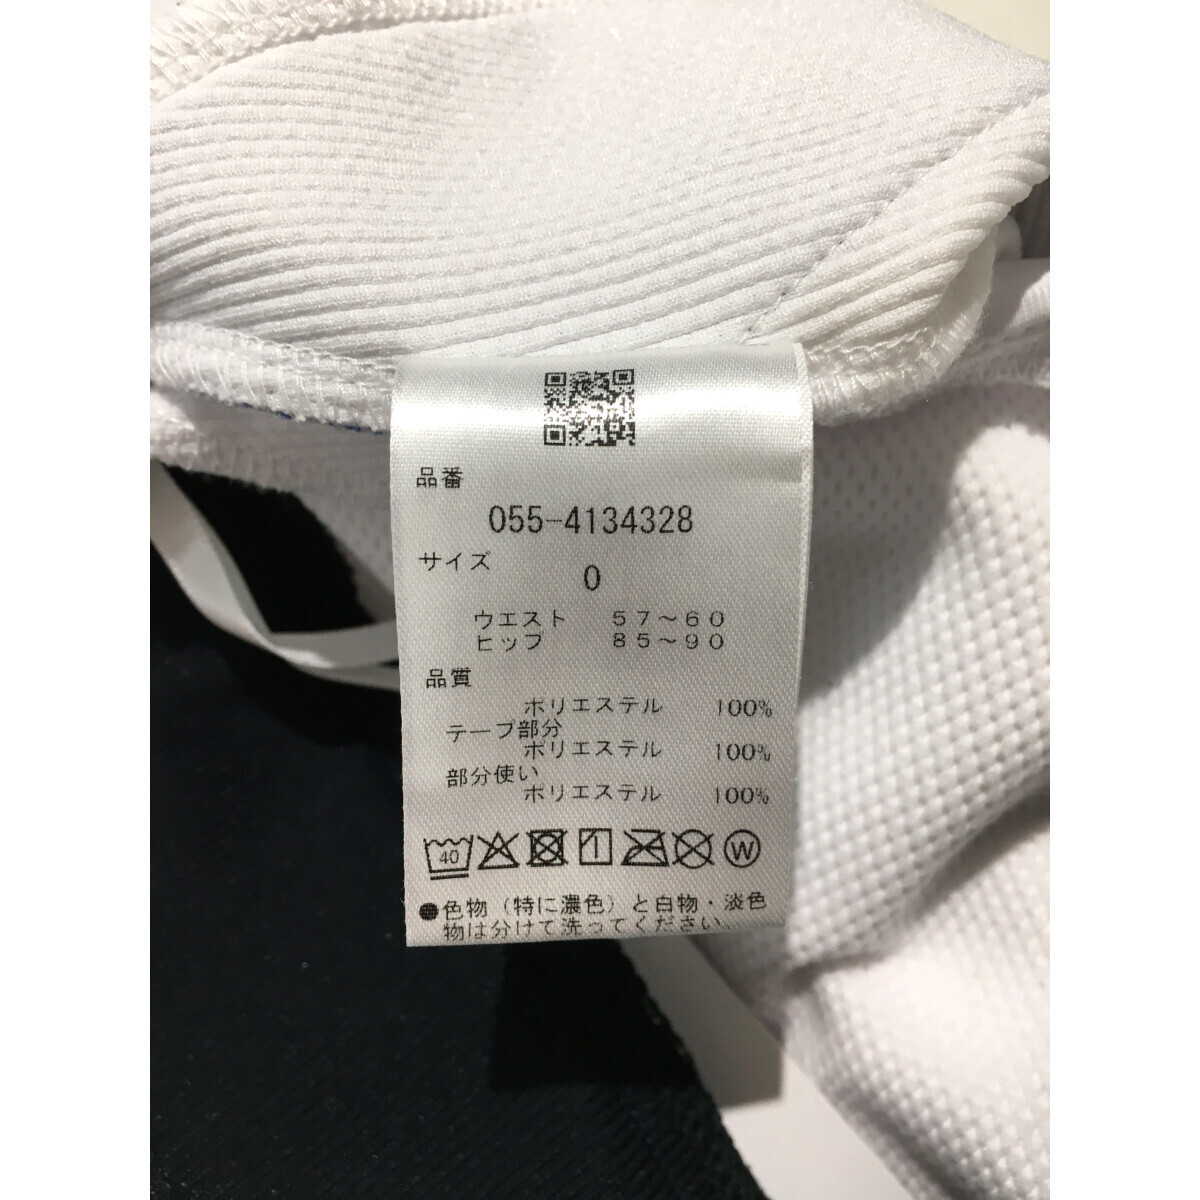 品番
055-4134328
サイズ
0
ウエスト 57〜60
ヒップ 85〜90
品質
ポリエステル 100%
テープ部分
ポリエステル 100%
部分使い
ポリエステル 100%
40 W
●色物（特に濃色）と白物・淡色
物は分けて洗ってください。